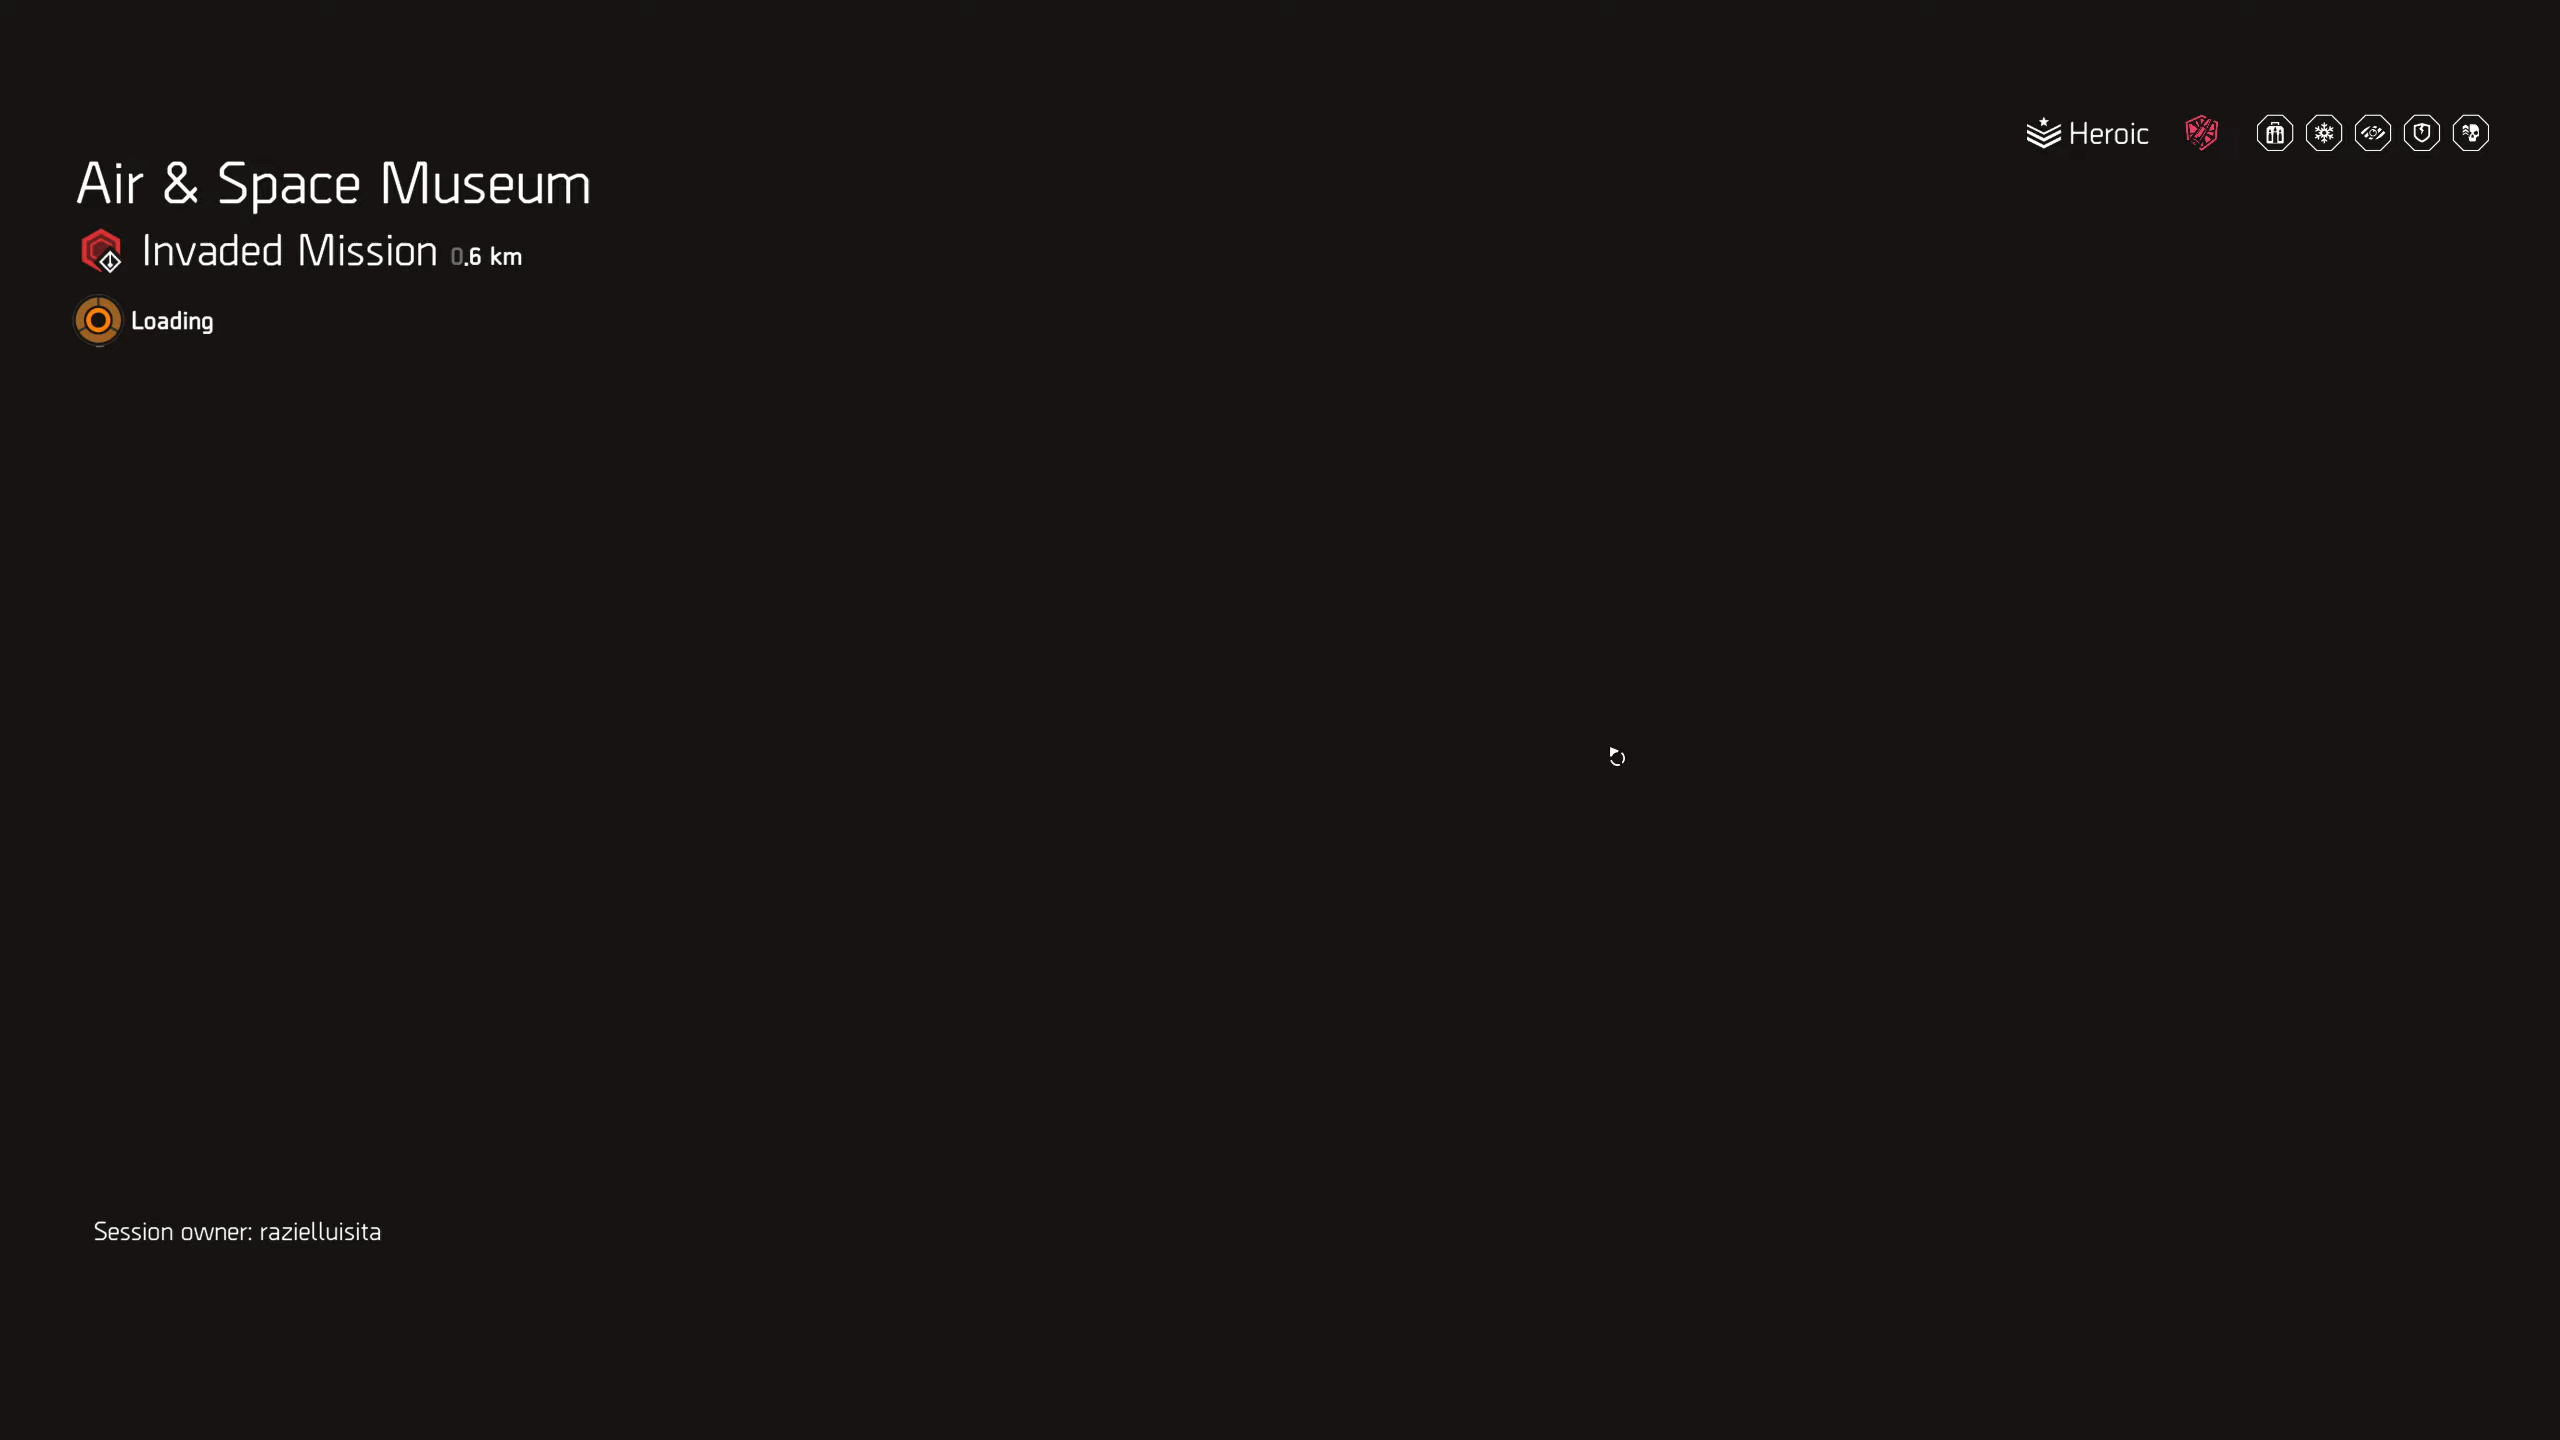 Heroic
Air & Space Museum
Invaded Mission 0.6 km
Loading
Session owner: razielluisita